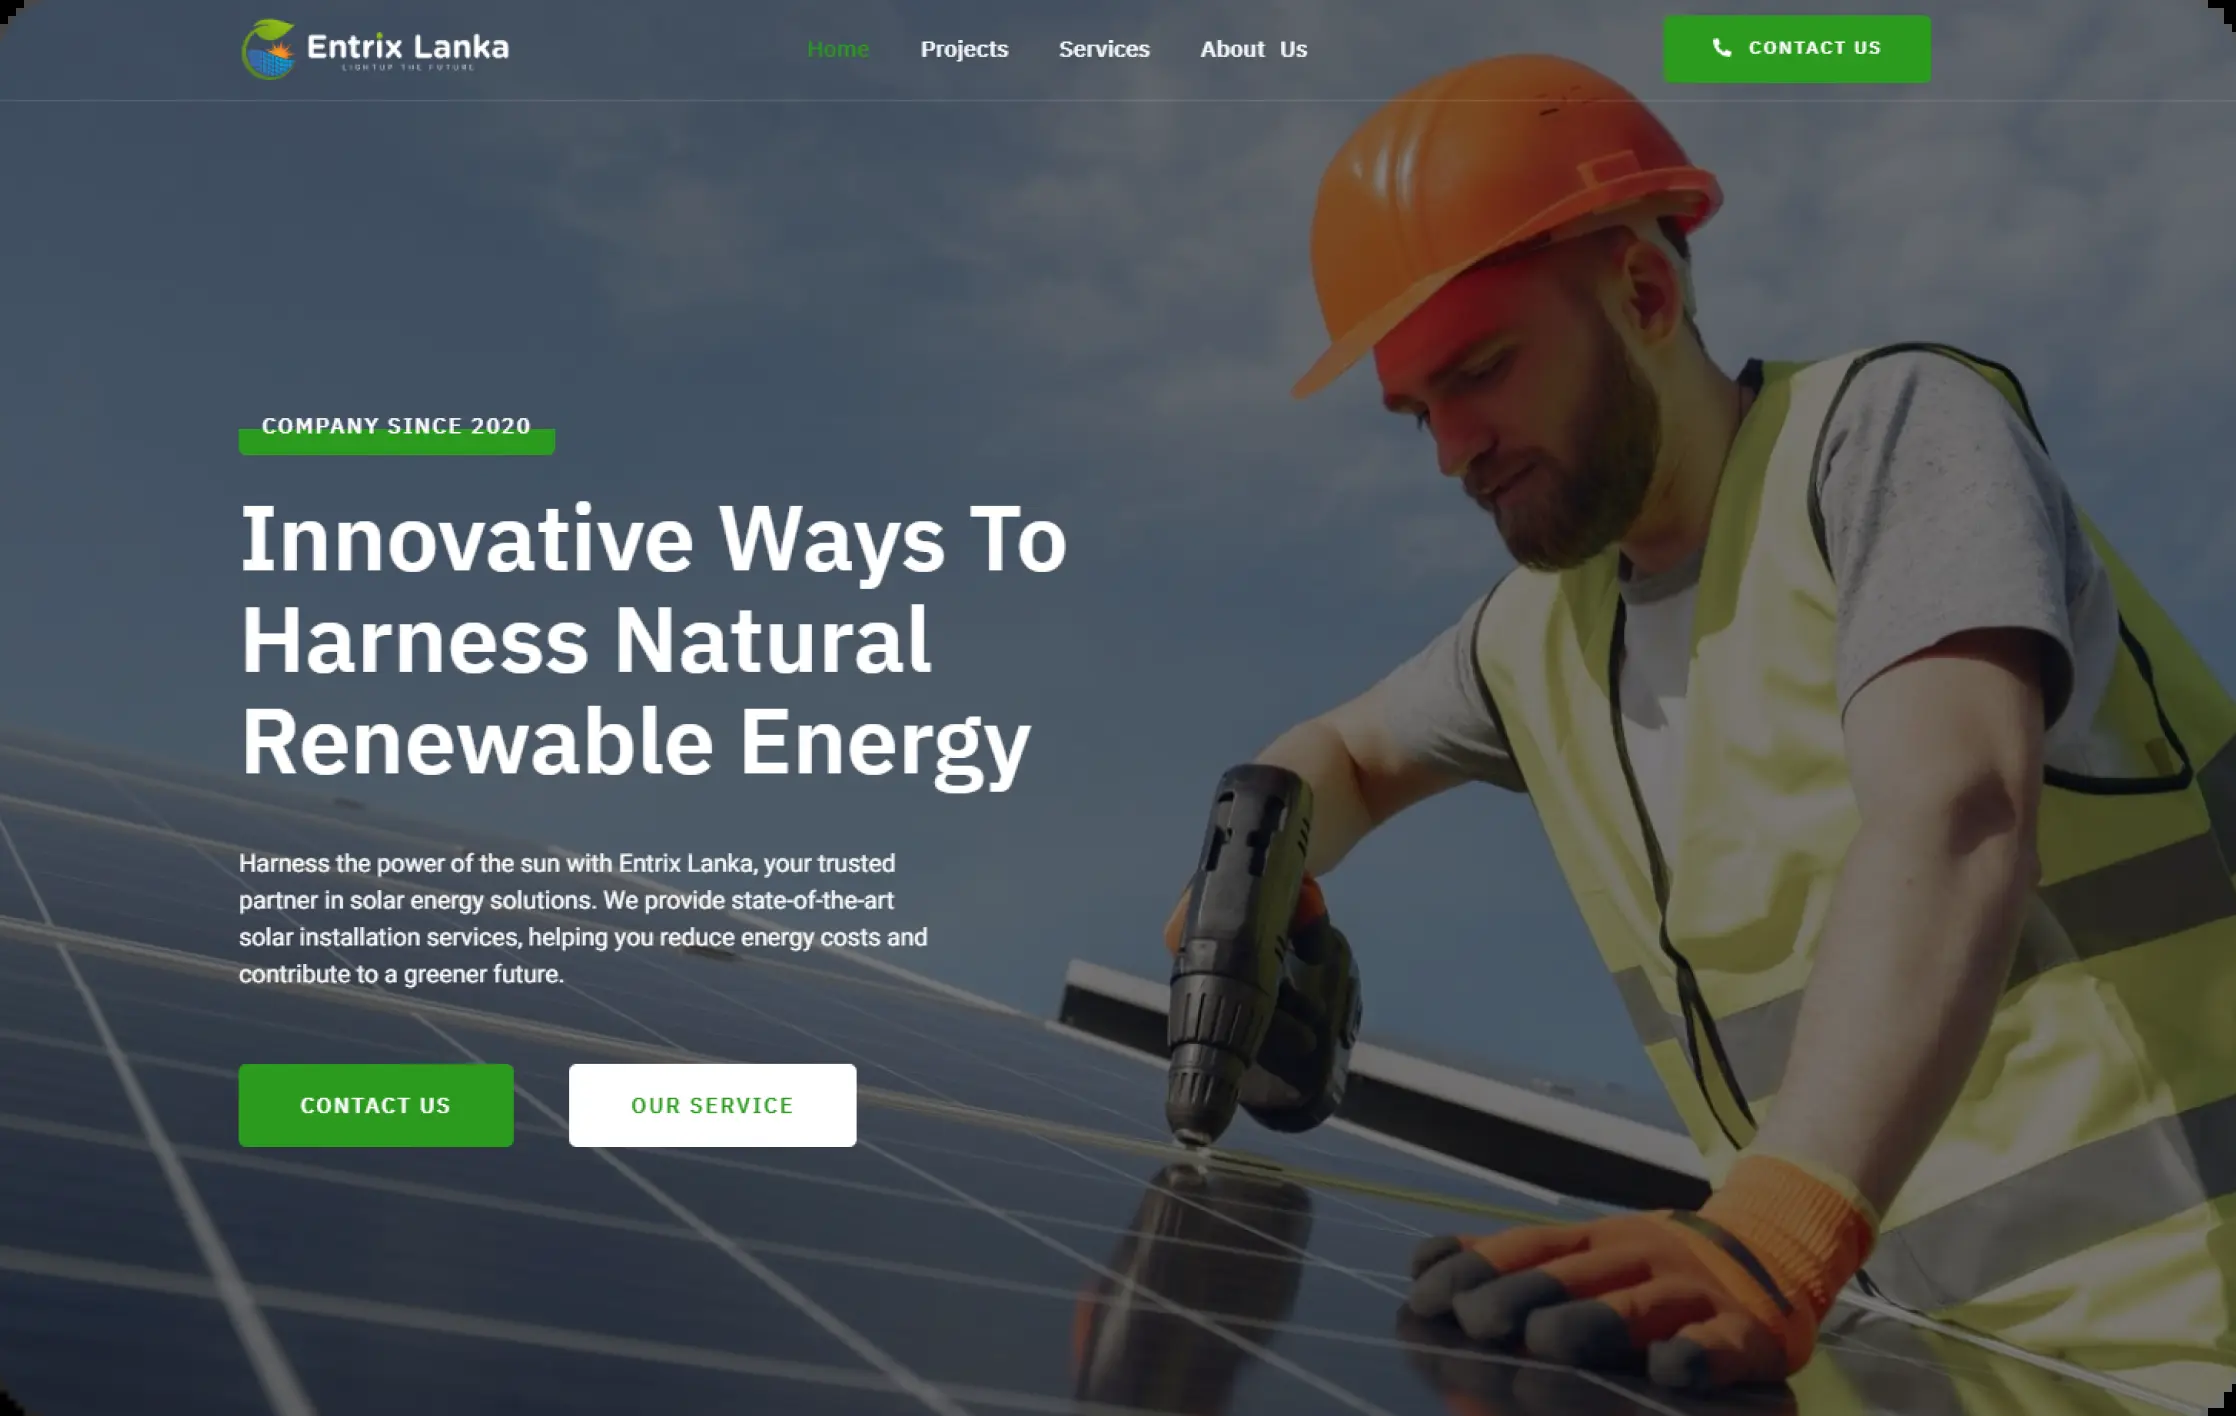 Entrix Lanka
LIGHTUP THE FUTURE
Home
Projects
Services
About Us
CONTACT US
COMPANY SINCE 2020
Innovative Ways To
Harness Natural
Renewable Energy
Harness the power of the sun with Entrix Lanka, your trusted
partner in solar energy solutions. We provide state-of-the-art
solar installation services, helping you reduce energy costs and
contribute to a greener future.
CONTACT US
OUR SERVICE